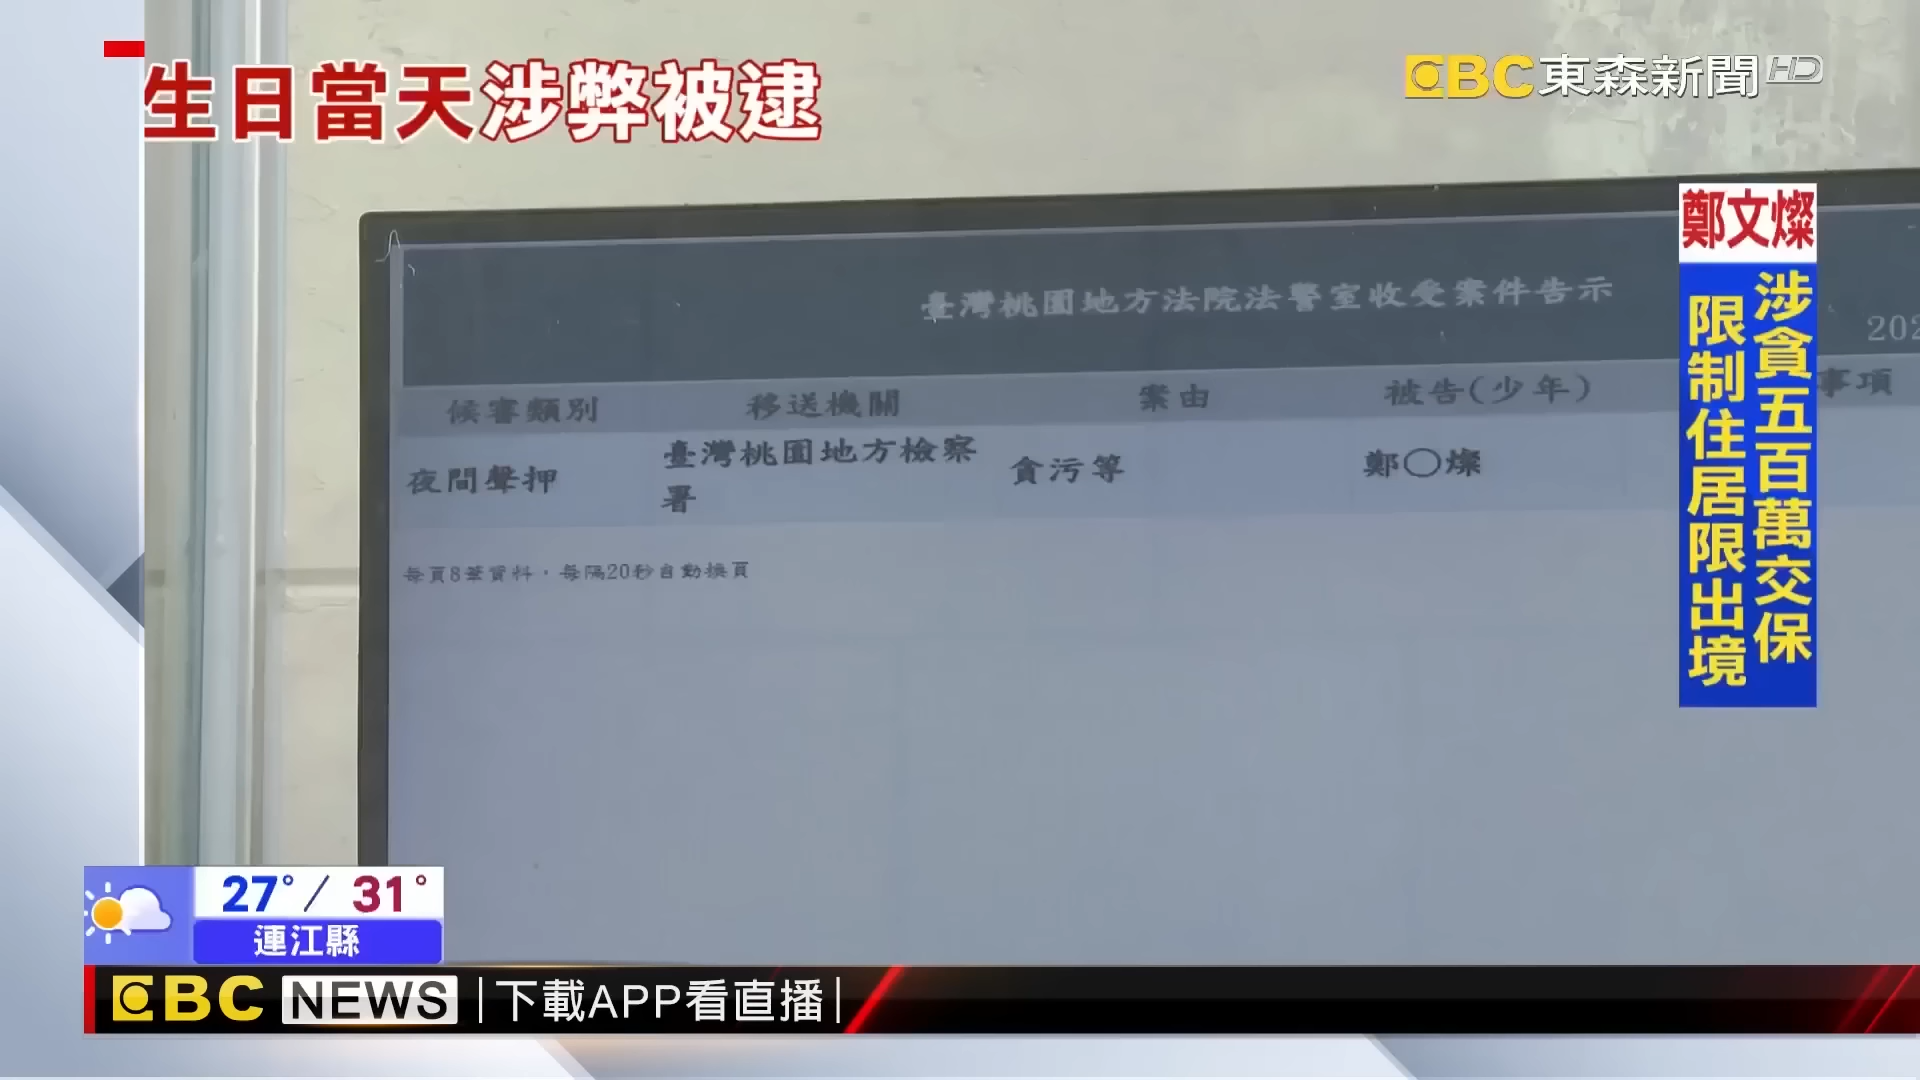 生日當天涉弊被逮
EBC東森新聞HD
鄭文燦
涉貪五百萬交保
限制住居限出境
臺灣桃園地方法院法警室收受案件告示
202
候審類別 移送機關 案由 被告(少年) 事項
夜間聲押 臺灣桃園地方檢察署 貪污等 鄭〇燦
每頁8筆資料，每隔20秒自動換頁
27°/ 31°
連江縣
EBC NEWS |下載APP看直播|